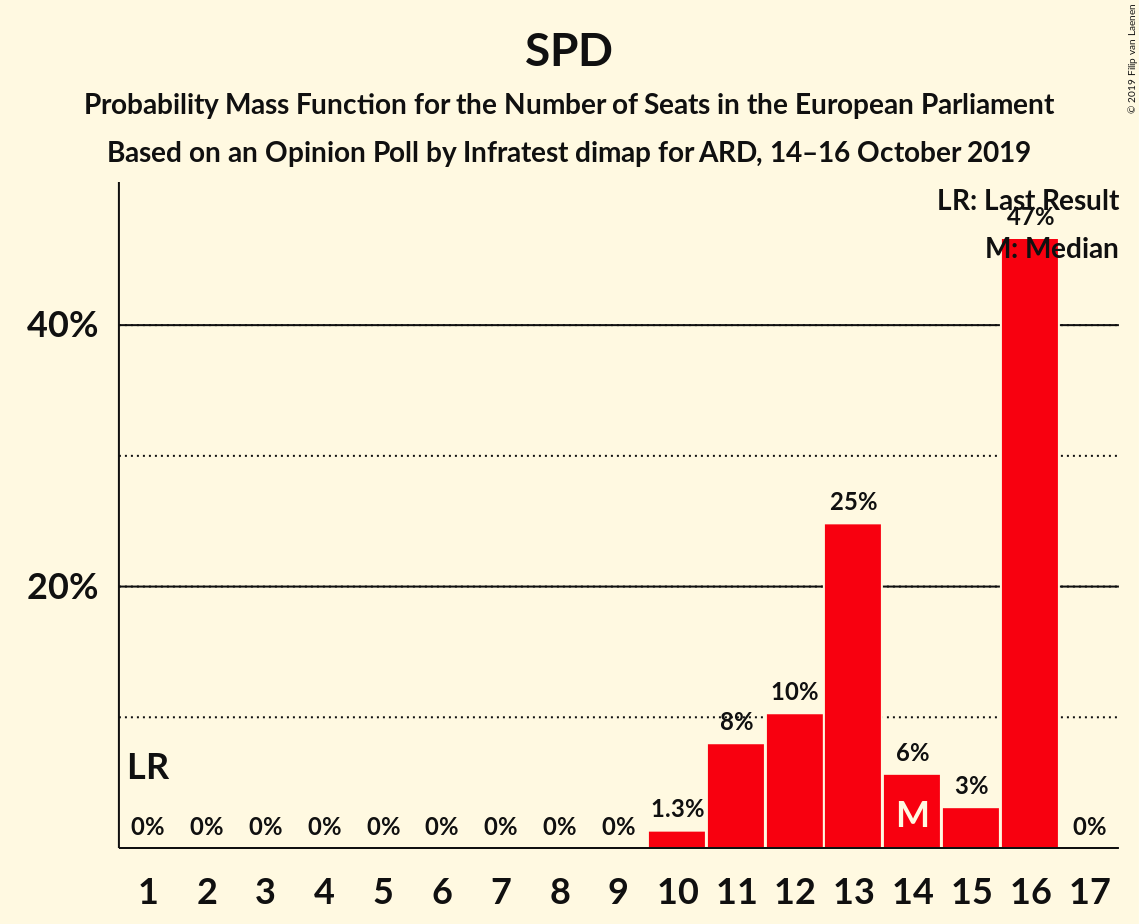 SPD
Probability Mass Function for the Number of Seats in the European Parliament
Based on an Opinion Poll by Infratest dimap for ARD, 14–16 October 2019
© 2019 Filip van Laenen
LR: Last Result
M: Median
40%
20%
LR
0% 0% 0% 0% 0% 0% 0% 0% 0% 1.3% 8% 10% 25% 6% 3% 47% 0%
M
1 2 3 4 5 6 7 8 9 10 11 12 13 14 15 16 17